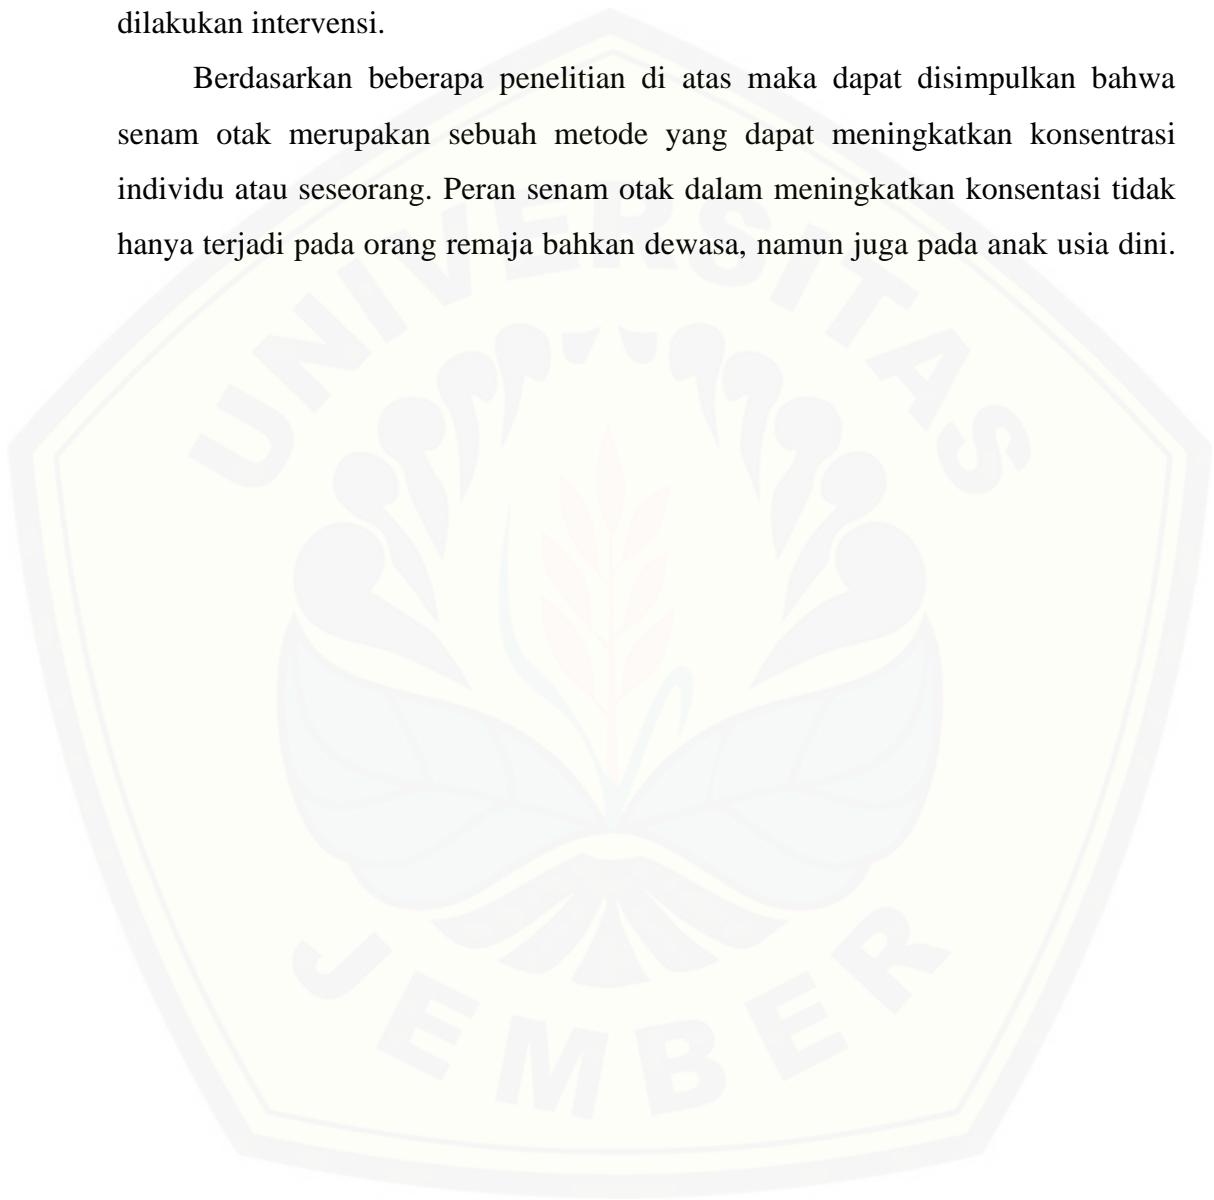 dilakukan intervensi.
Berdasarkan beberapa penelitian di atas maka dapat disimpulkan bahwa
senam otak merupakan sebuah metode yang dapat meningkatkan konsentrasi
individu atau seseorang. Peran senam otak dalam meningkatkan konsentasi tidak
hanya terjadi pada orang remaja bahkan dewasa, namun juga pada anak usia dini.
UNIVERSITAS
JEMBER